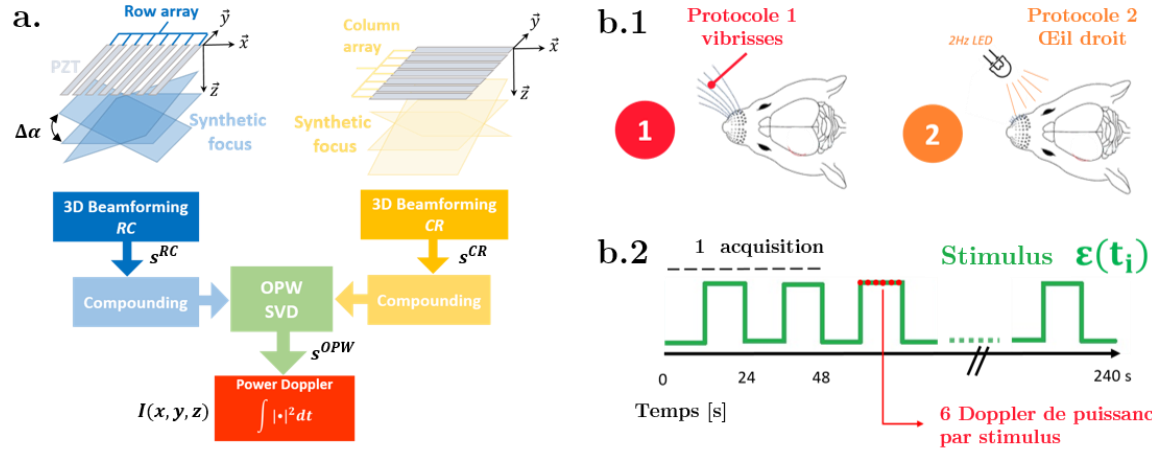 a.
Row array
y
x
z
PZT
Δα
Synthetic
focus
Column
array
y
x
z
Synthetic
focus
3D Beamforming
RC
3D Beamforming
CR
s^RC
s^CR
Compounding
OPW
SVD
Compounding
s^OPW
Power Doppler
I(x, y, z)
∫ |•|² dt
b.1
Protocole 1
vibrisses
1
Protocole 2
Œil droit
2Hz LED
2
b.2
1 acquisition
Stimulus ε(t_i)
0
24
48
240 s
Temps [s]
6 Doppler de puissanc
par stimulus